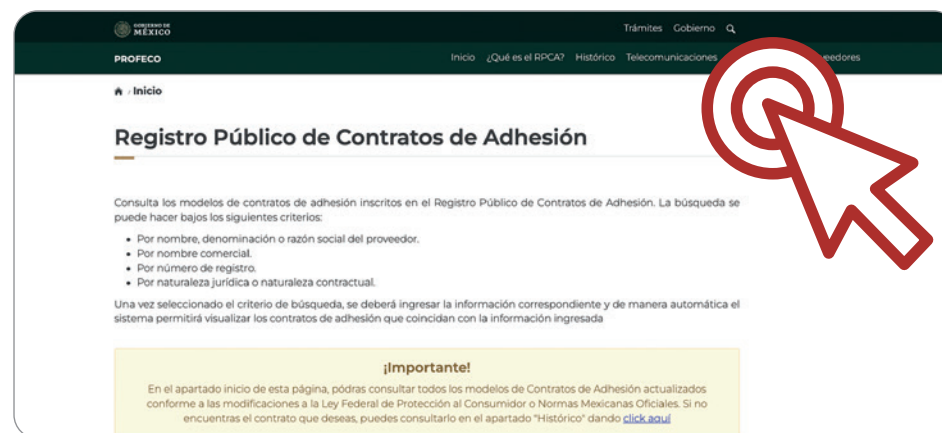 GOBIERNO DE
MÉXICO
Trámites Gobierno
PROFECO
Inicio ¿Qué es el RPCA? Histórico Telecomunicaciones
Inicio
Registro Público de Contratos de Adhesión
Consulta los modelos de contratos de adhesión inscritos en el Registro Público de Contratos de Adhesión. La búsqueda se
puede hacer bajos los siguientes criterios:
• Por nombre, denominación o razón social del proveedor.
• Por nombre comercial.
• Por número de registro.
• Por naturaleza jurídica o naturaleza contractual.
Una vez seleccionado el criterio de búsqueda, se deberá ingresar la información correspondiente y de manera automática el
sistema permitirá visualizar los contratos de adhesión que coincidan con la información ingresada
¡Importante!
En el apartado inicio de esta página, pódras consultar todos los modelos de Contratos de Adhesión actualizados
conforme a las modificaciones a la Ley Federal de Protección al Consumidor o Normas Mexicanas Oficiales. Si no
encuentras el contrato que deseas, puedes consultarlo en el apartado "Histórico" dando click aquí